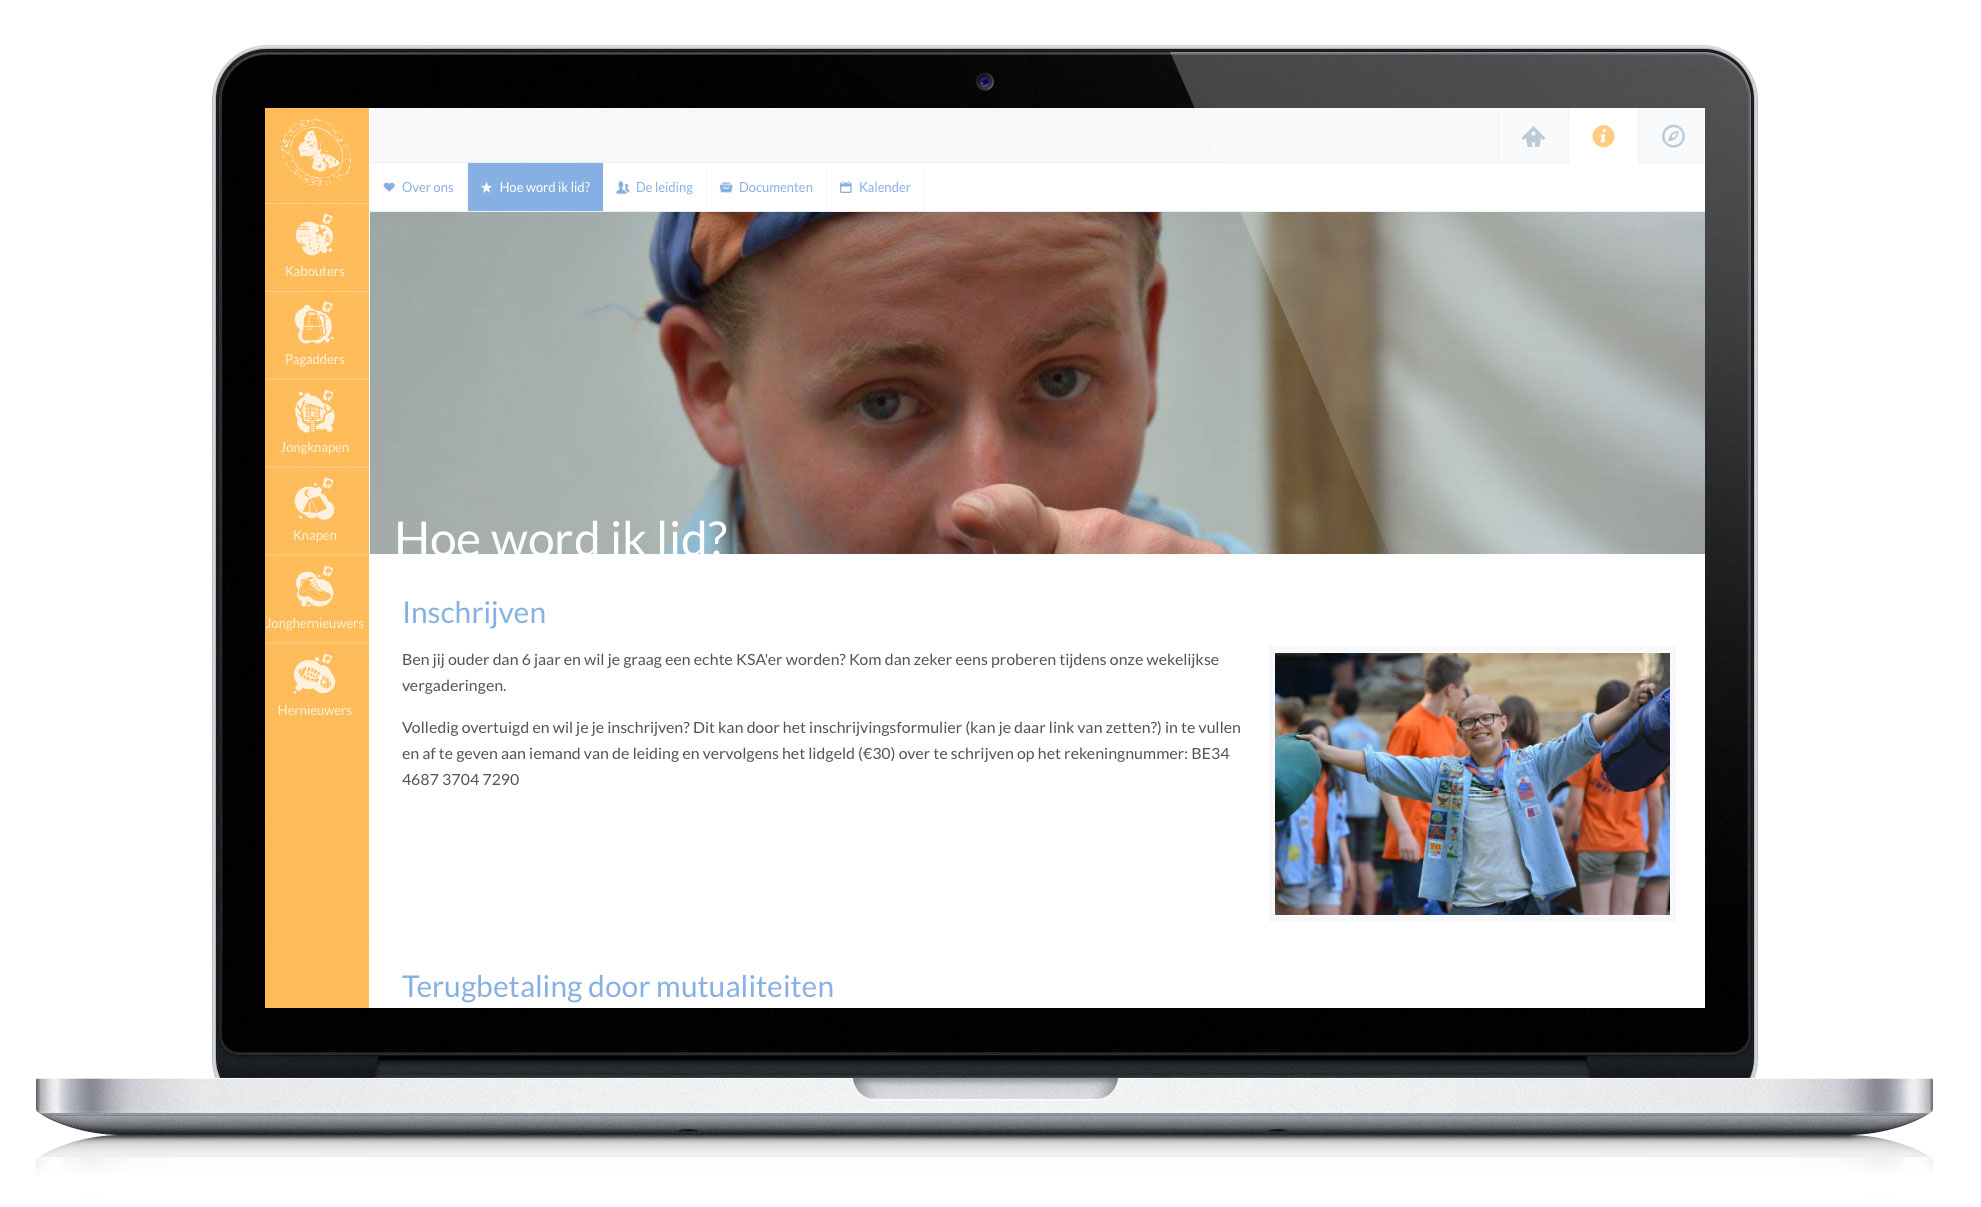 Over ons
Hoe word ik lid?
De leiding
Documenten
Kalender
Kabouters
Pagadders
Jongknapen
Knapen
Jonghernieuwers
Hernieuwers
Hoe word ik lid?
Inschrijven
Ben jij ouder dan 6 jaar en wil je graag een echte KSA'er worden? Kom dan zeker eens proberen tijdens onze wekelijkse
vergaderingen.
Volledig overtuigd en wil je je inschrijven? Dit kan door het inschrijvingsformulier (kan je daar link van zetten?) in te vullen
en af te geven aan iemand van de leiding en vervolgens het lidgeld (€30) over te schrijven op het rekeningnummer: BE34
4687 3704 7290
Terugbetaling door mutualiteiten